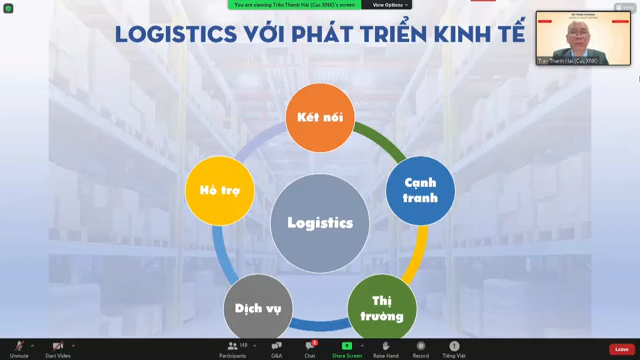 You are viewing Trần Thanh Hải (Cục XNK)'s screen
View Options
LOGISTICS VỚI PHÁT TRIỂN KINH TẾ
Trần Thanh Hải (Cục XNK)
Kết nối
Hỗ trợ
Cạnh
tranh
Logistics
Dịch vụ
Thị
trường
Unmute
Start Video
Participants
149
Q&A
Chat
Share Screen
Raise Hand
Record
Tiếng Việt
Leave